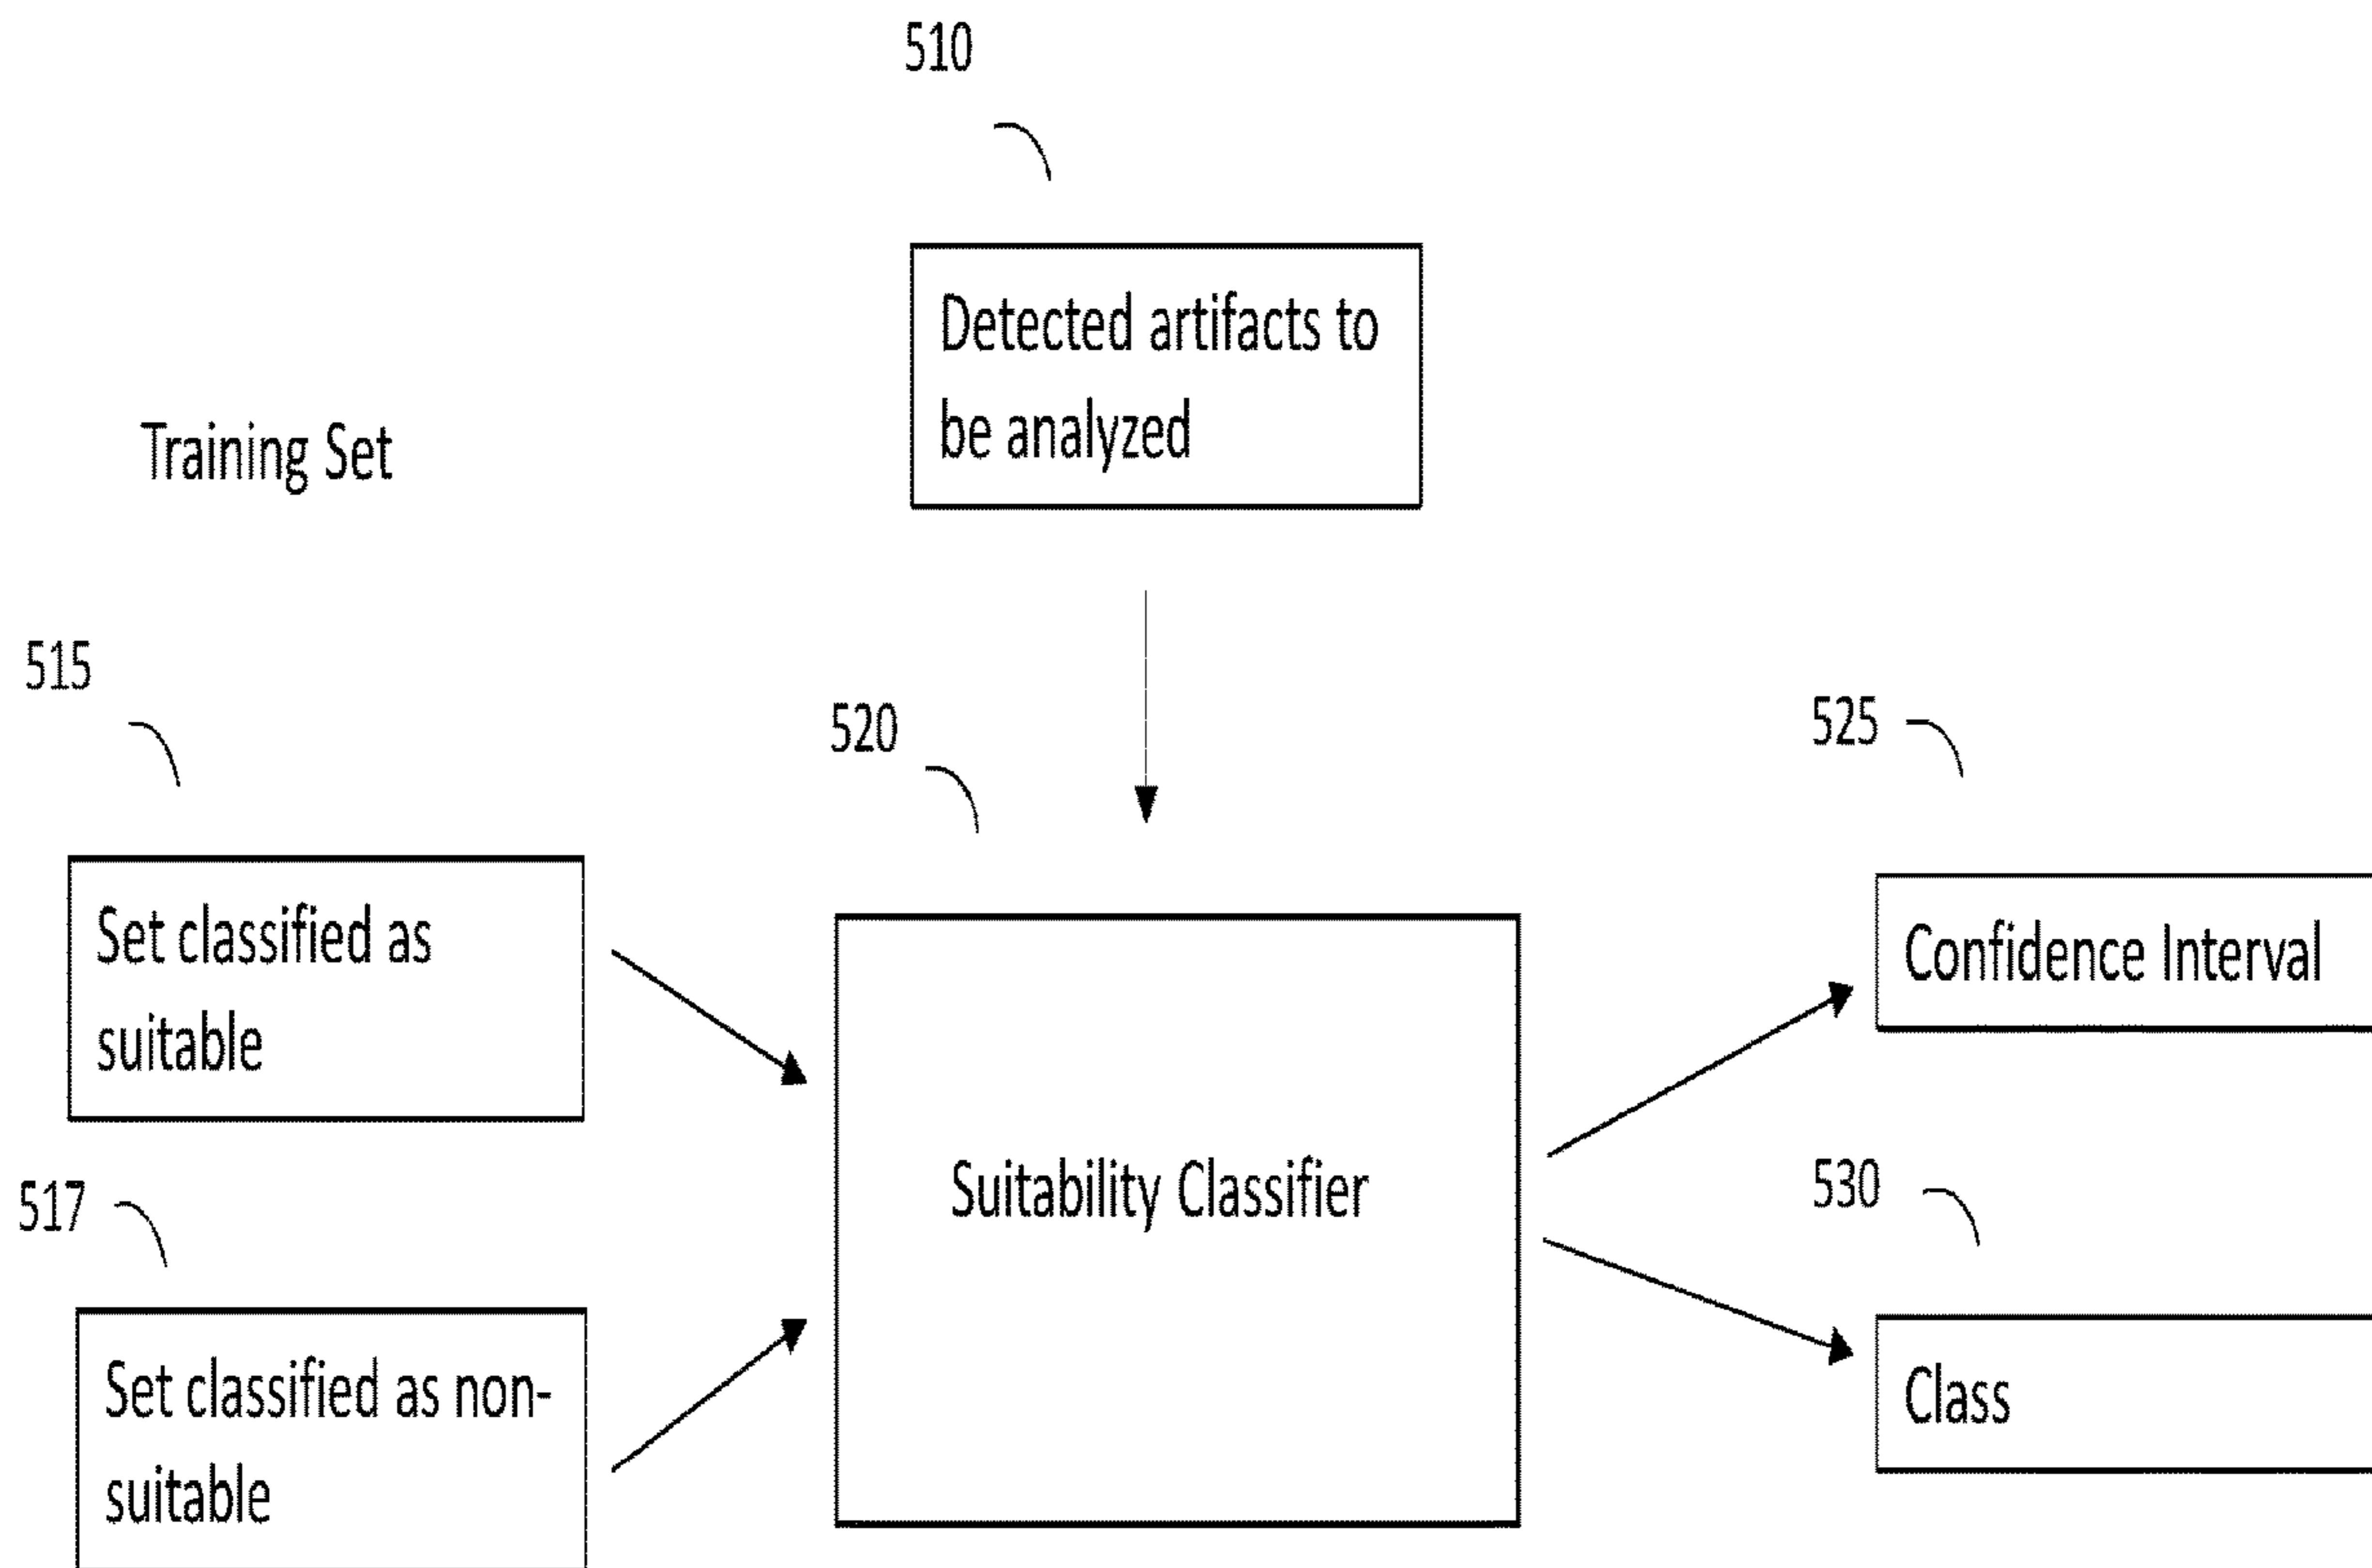 510
Detected artifacts to
be analyzed
Training Set
515
520
525
Set classified as
suitable
Confidence Interval
Suitability Classifier
517
530
Set classified as non-
suitable
Class